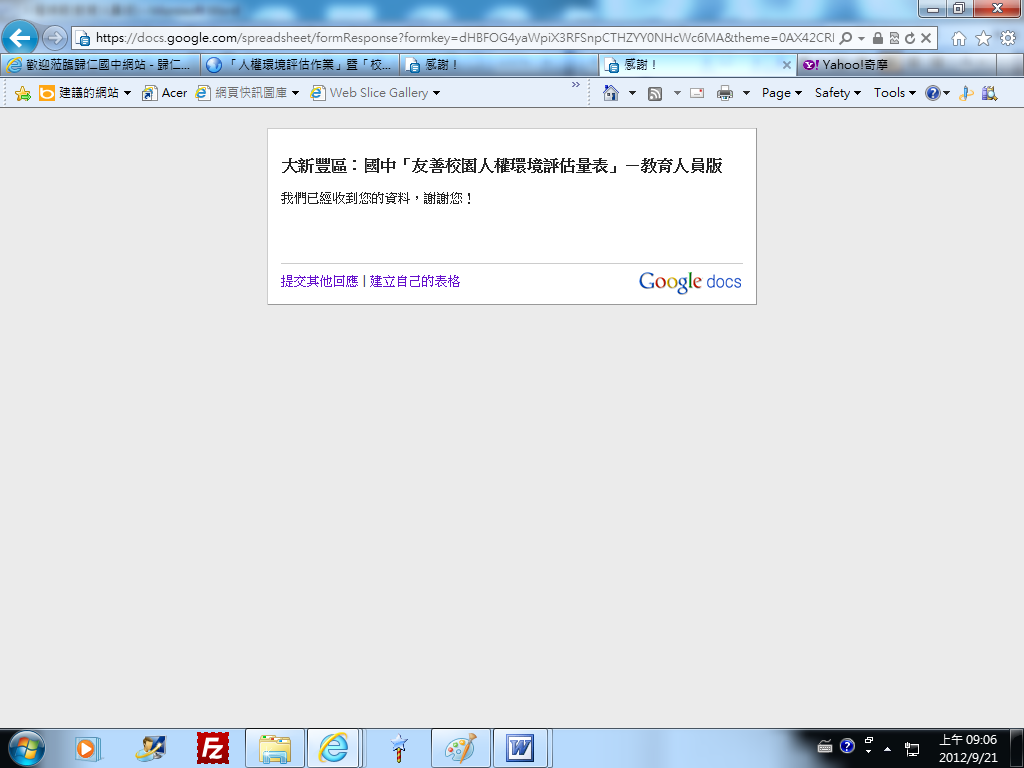 https://docs.google.com/spreadsheet/formResponse?formkey=dHBFOG4yaWpiX3RFSnpCTHZYY0NHcWc6MA&theme=0AX42CRI
歡迎蒞臨歸仁國中網站 - 歸仁...
「人權環境評估作業」暨「校...
感謝！
感謝！
Yahoo!奇摩
建議的網站
Acer
網頁快訊圖庫
Web Slice Gallery
»
Page
Safety
Tools
大新豐區：國中「友善校園人權環境評估量表」－教育人員版
我們已經收到您的資料，謝謝您！
提交其他回應 | 建立自己的表格
Google docs
上午 09:06
2012/9/21